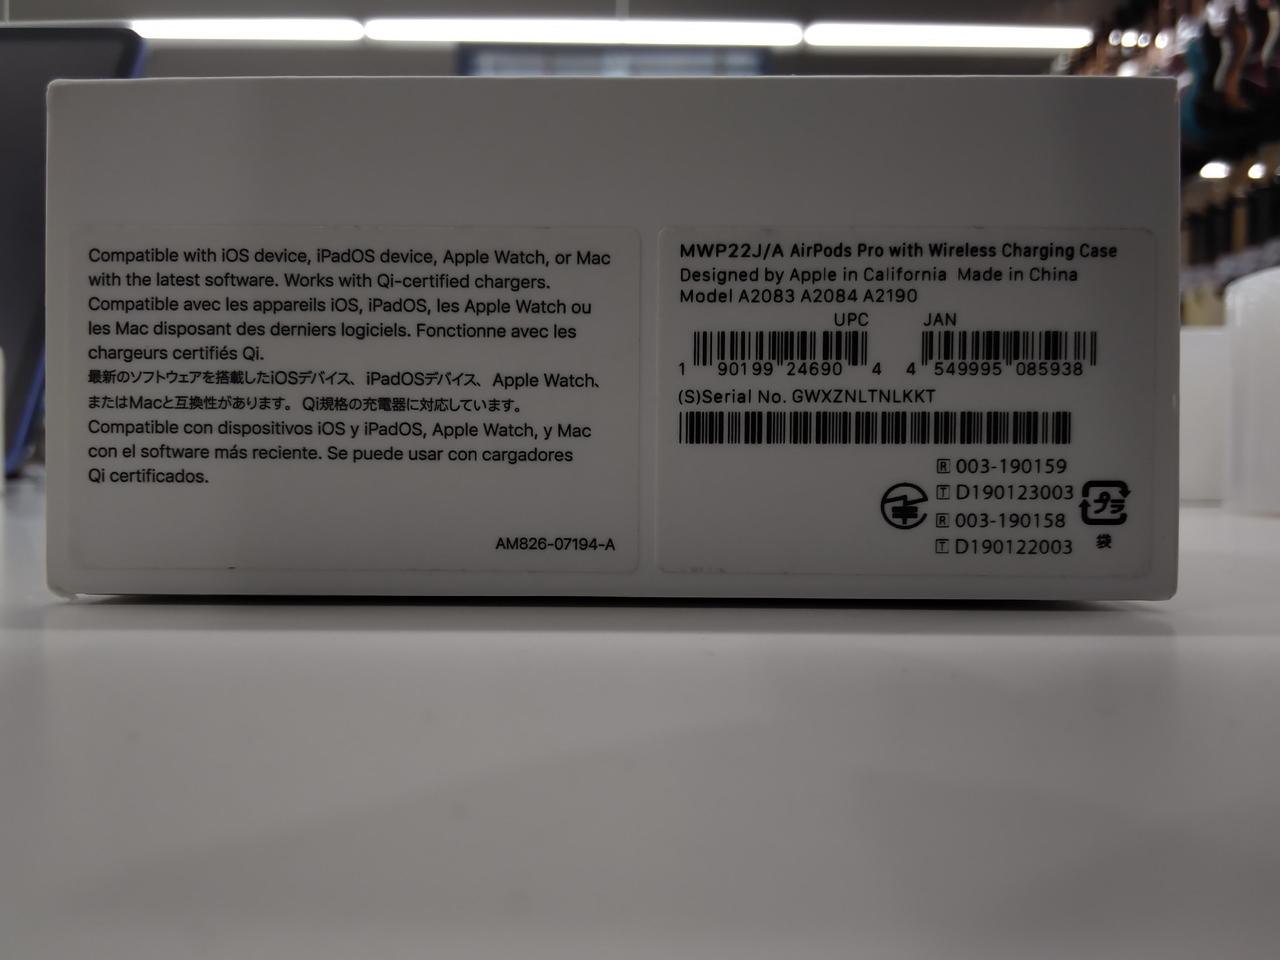 Compatible with iOS device, iPadOS device, Apple Watch, or Mac
with the latest software. Works with Qi-certified chargers.
Compatible avec les appareils iOS, iPadOS, les Apple Watch ou
les Mac disposant des derniers logiciels. Fonctionne avec les
chargeurs certifiés Qi.
最新のソフトウェアを搭載したiOSデバイス、iPadOSデバイス、Apple Watch、
またはMacと互換性があります。Qi規格の充電器に対応しています。
Compatible con dispositivos iOS y iPadOS, Apple Watch, y Mac
con el software más reciente. Se puede usar con cargadores
Qi certificados.
AM826-07194-A
MWP22J/A AirPods Pro with Wireless Charging Case
Designed by Apple in California Made in China
Model A2083 A2084 A2190
UPC JAN
1 90199 24690 4 4 549995 085938
(S)Serial No. GWXZNLTNLKKT
R 003-190159
T D190123003
R 003-190158
T D190122003
プラ
袋